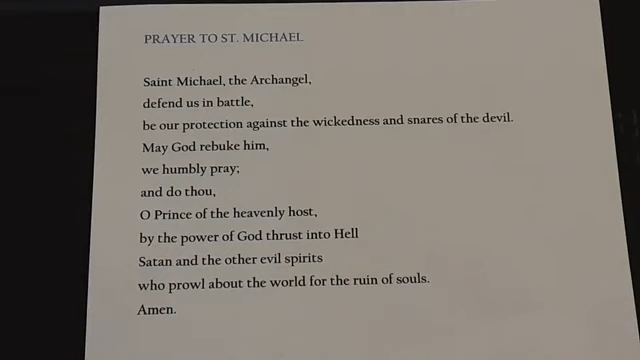 PRAYER TO ST. MICHAEL
Saint Michael, the Archangel,
defend us in battle,
be our protection against the wickedness and snares of the devil.
May God rebuke him,
we humbly pray;
and do thou,
O Prince of the heavenly host,
by the power of God thrust into Hell
Satan and the other evil spirits
who prowl about the world for the ruin of souls.
Amen.